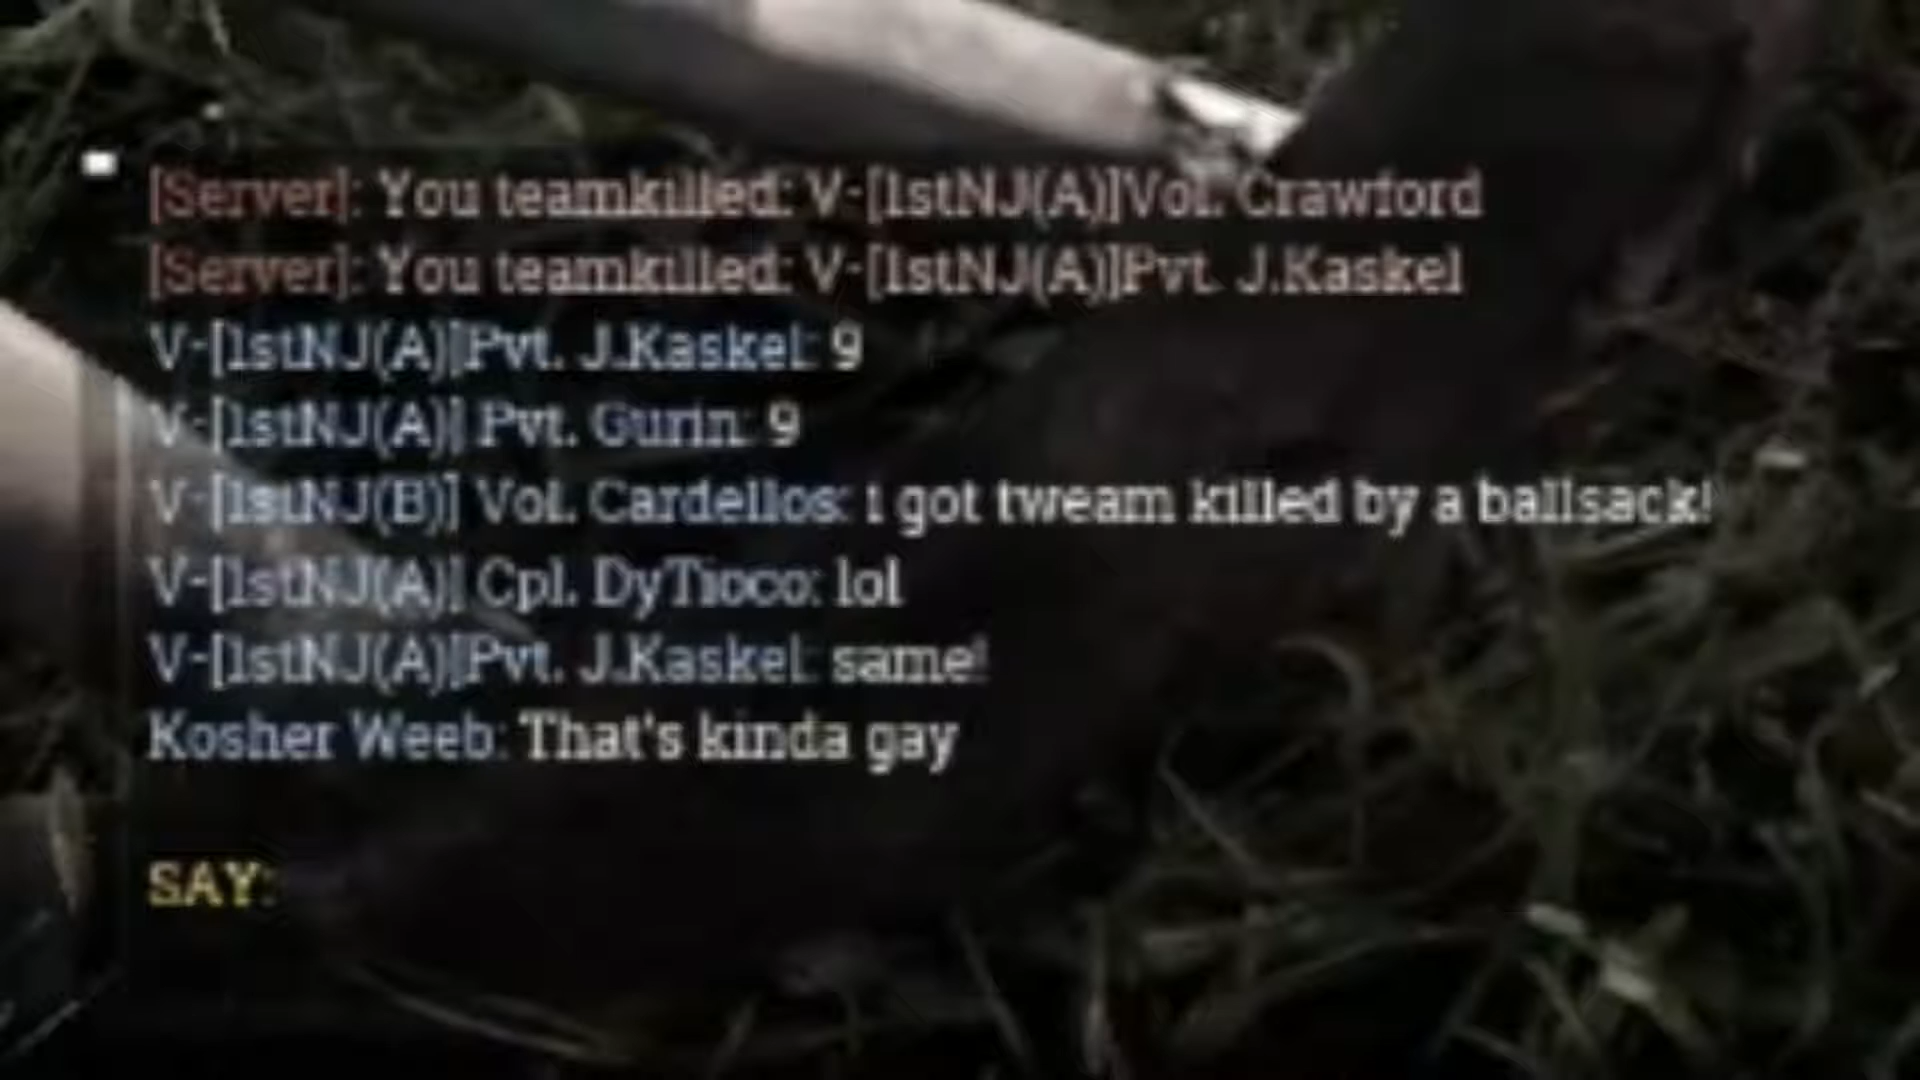 [Server]: You teamkilled: V-[1stNJ(A)]Vol. Crawford
[Server]: You teamkilled: V-[1stNJ(A)]Pvt. J.Kaskel
V-[1stNJ(A)]Pvt. J.Kaskel: 9
V-[1stNJ(A)] Pvt. Gurin: 9
V-[1stNJ(B)] Vol. Cardellos: i got tweam killed by a ballsack!
V-[1stNJ(A)] Cpl. DyTioco: lol
V-[1stNJ(A)]Pvt. J.Kaskel: same!
Kosher Weeb: That's kinda gay
SAY: